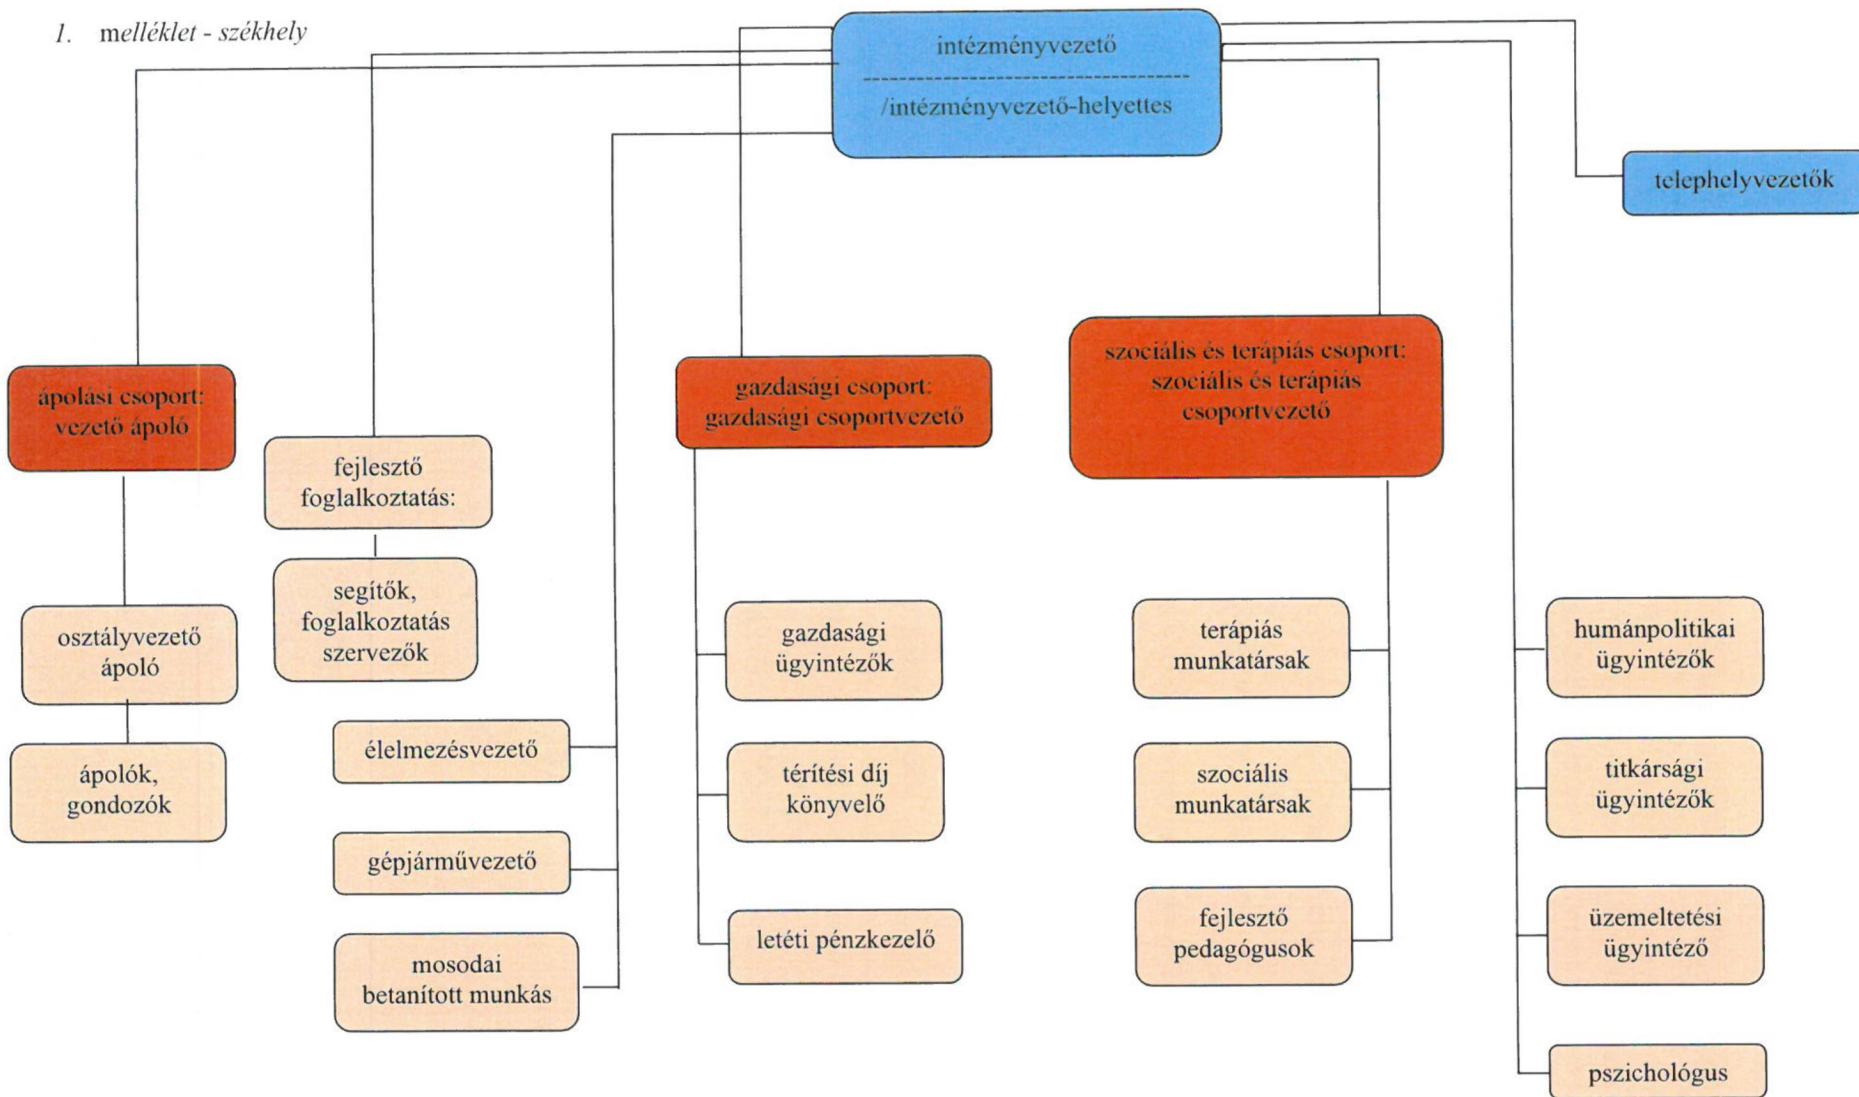 1. melléklet - székhely
intézményvezető
------------------------------------
/intézményvezető-helyettes
telephelyvezetők
ápolási csoport:
vezető ápoló
fejlesztő
foglalkoztatás:
gazdasági csoport:
gazdasági csoportvezető
szociális és terápiás csoport:
szociális és terápiás
csoportvezető
osztályvezető
ápoló
ápolók,
gondozók
segítők,
foglalkoztatás
szervezők
élelmezésvezető
gépjárművezető
mosodai
betanított munkás
gazdasági
ügyintézők
térítési díj
könyvelő
letéti pénzkezelő
terápiás
munkatársak
szociális
munkatársak
fejlesztő
pedagógusok
humánpolitikai
ügyintézők
titkársági
ügyintézők
üzemeltetési
ügyintéző
pszichológus